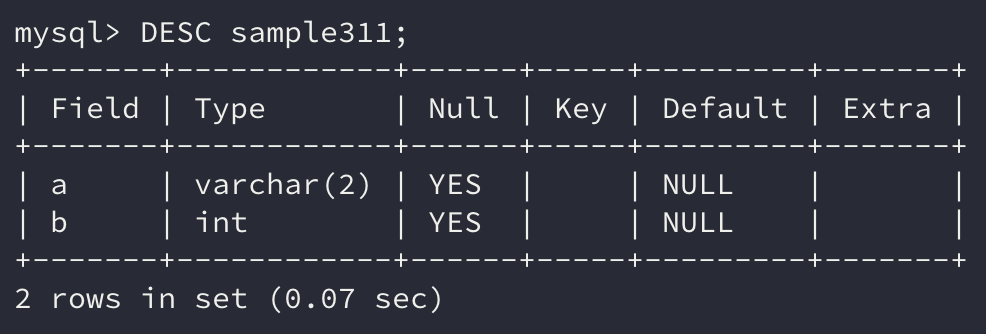 mysql> DESC sample311;
+-------+------------+------+-----+---------+-------+
| Field | Type       | Null | Key | Default | Extra |
+-------+------------+------+-----+---------+-------+
| a     | varchar(2) | YES  |     | NULL    |       |
| b     | int        | YES  |     | NULL    |       |
+-------+------------+------+-----+---------+-------+
2 rows in set (0.07 sec)